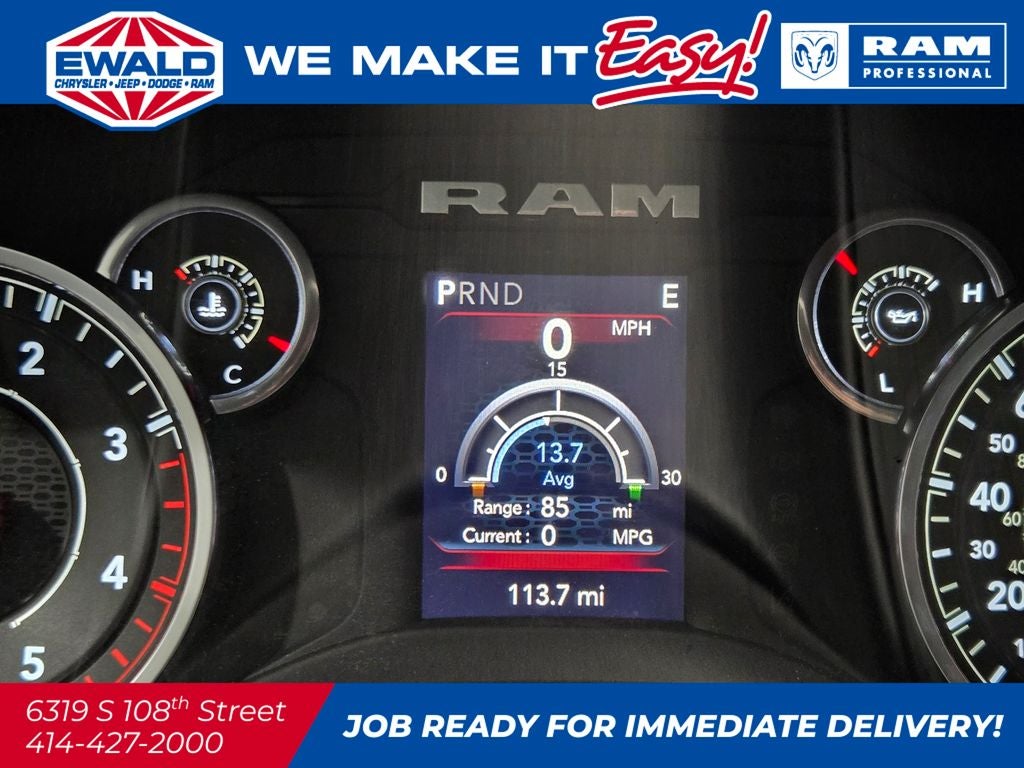 EWALD
CHRYSLER • JEEP • DODGE • RAM
WE MAKE IT Easy!
RAM
PROFESSIONAL
RAM
H
C
PRND E
0 MPH
15
13.7
Avg
0 30
Range: 85 mi
Current: 0 MPG
113.7 mi
H
L
2
3
4
5
50
40
60
30
40
20
6319 S 108th Street
414-427-2000
JOB READY FOR IMMEDIATE DELIVERY!